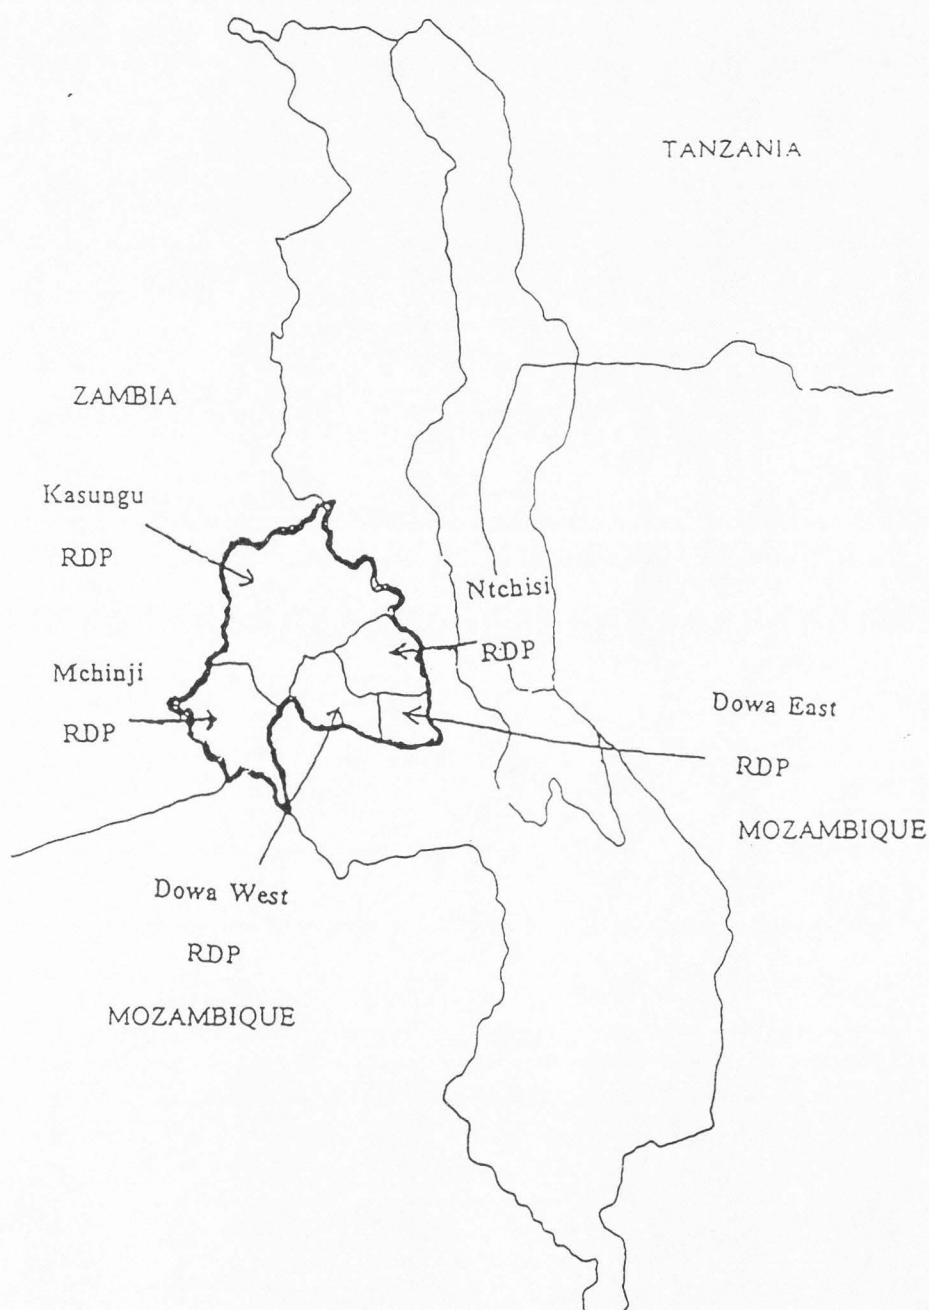 TANZANIA
ZAMBIA
Kasungu
RDP
Ntchisi
RDP
Mchinji
RDP
Dowa East
RDP
MOZAMBIQUE
Dowa West
RDP
MOZAMBIQUE